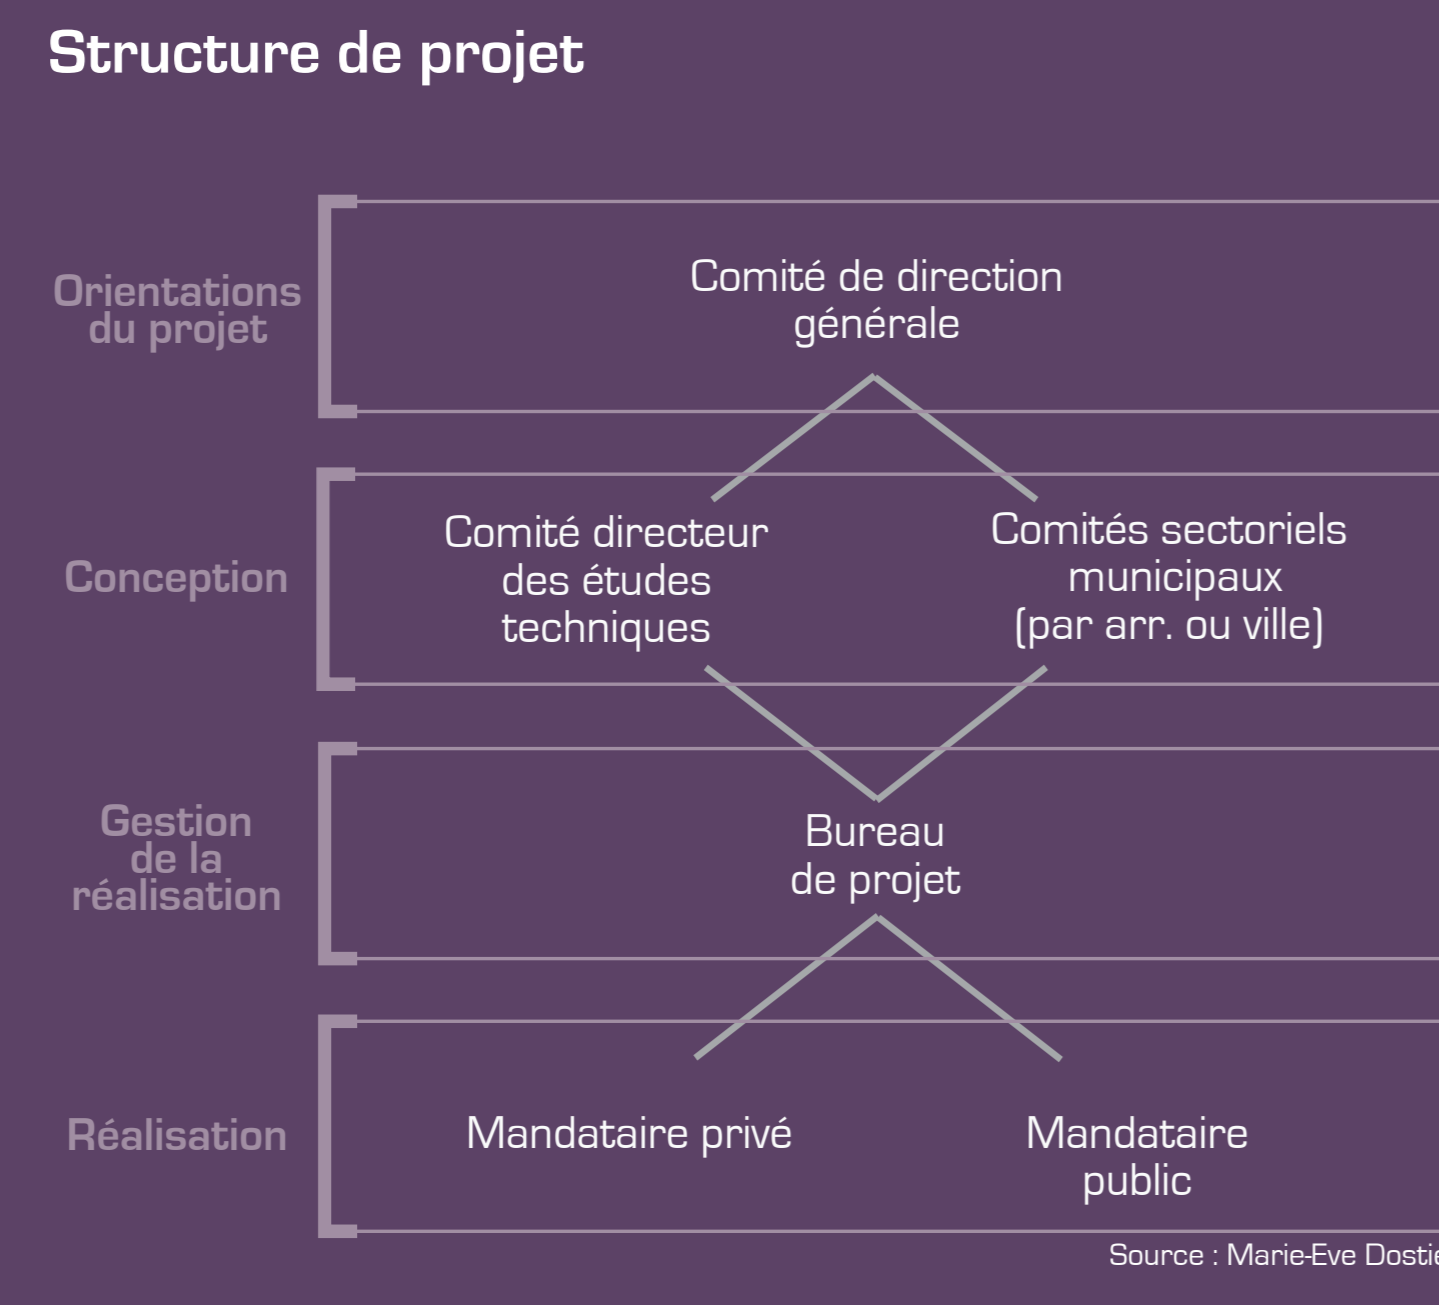 Structure de projet
Orientations
du projet
Comité de direction
générale
Conception
Comité directeur
des études
techniques
Comités sectoriels
municipaux
(par arr. ou ville)
Gestion
de la
réalisation
Bureau
de projet
Réalisation
Mandataire privé
Mandataire
public
Source : Marie-Eve